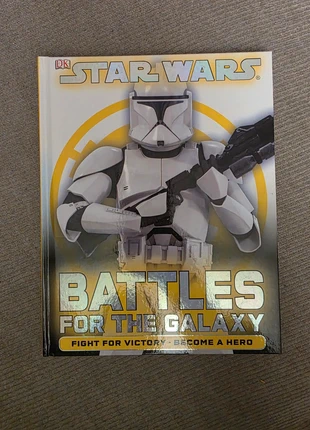 DK
STAR WARS®
BATTLES
FOR THE GALAXY
FIGHT FOR VICTORY • BECOME A HERO